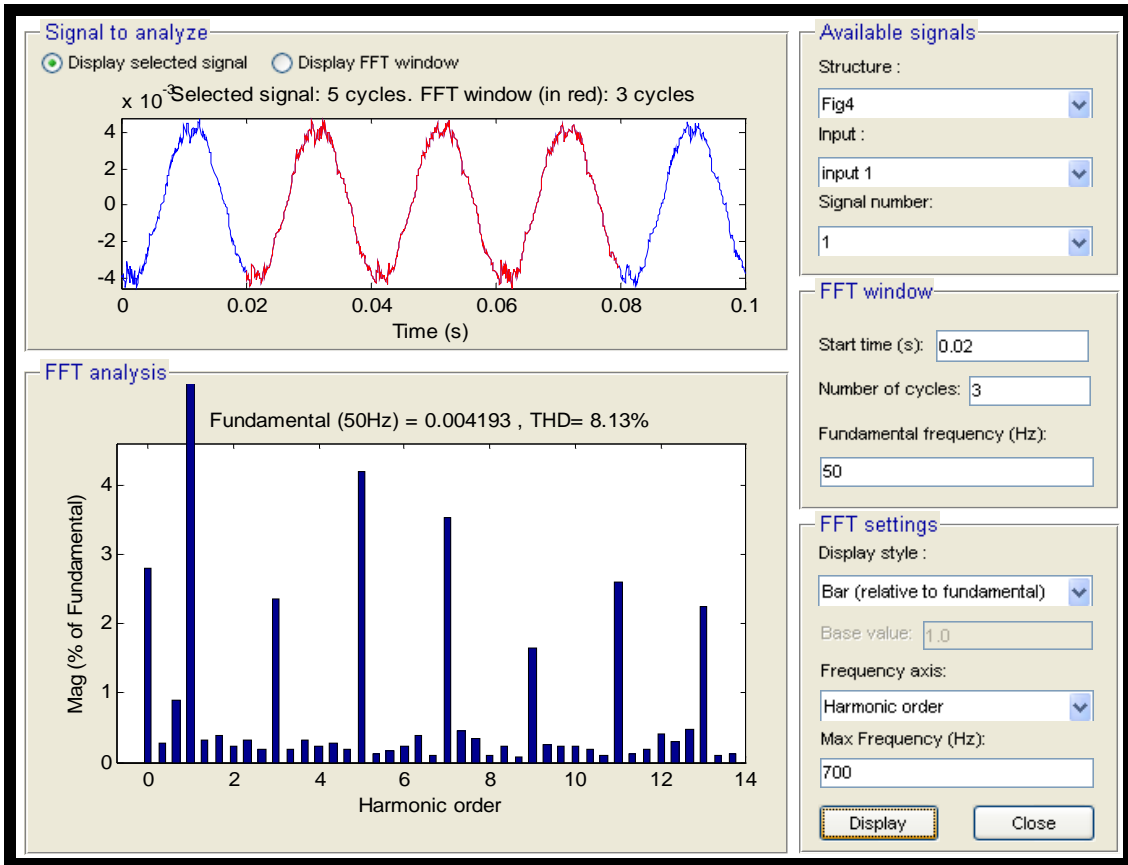 Signal to analyze
Display selected signal
Display FFT window
x 10-3
Selected signal: 5 cycles. FFT window (in red): 3 cycles
4
2
0
-2
-4
0 0.02 0.04 0.06 0.08 0.1
Time (s)
FFT analysis
Fundamental (50Hz) = 0.004193 , THD= 8.13%
Mag (% of Fundamental)
4
3
2
1
0
0 2 4 6 8 10 12 14
Harmonic order
Available signals
Structure :
Fig4
Input :
input 1
Signal number:
1
FFT window
Start time (s): 0.02
Number of cycles: 3
Fundamental frequency (Hz):
50
FFT settings
Display style :
Bar (relative to fundamental)
Base value: 1.0
Frequency axis:
Harmonic order
Max Frequency (Hz):
700
Display Close